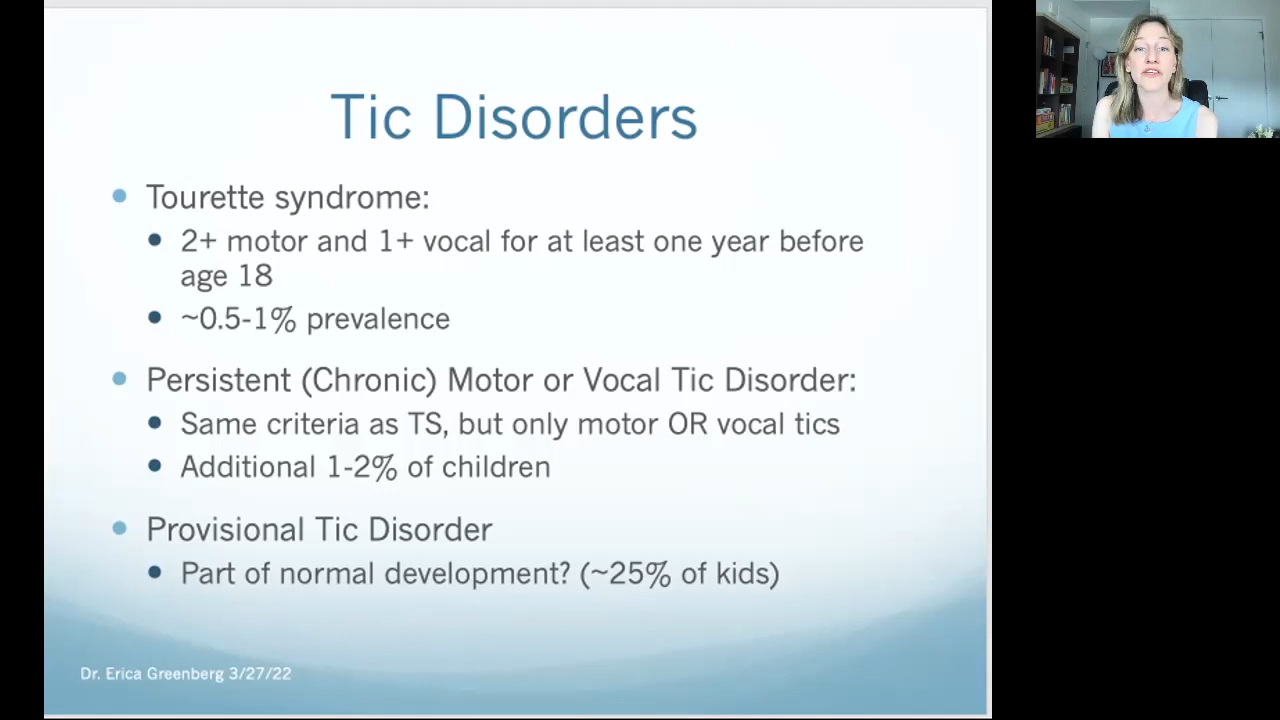 Tic Disorders
Tourette syndrome:
2+ motor and 1+ vocal for at least one year before
age 18
~0.5-1% prevalence
Persistent (Chronic) Motor or Vocal Tic Disorder:
Same criteria as TS, but only motor OR vocal tics
Additional 1-2% of children
Provisional Tic Disorder
Part of normal development? (~25% of kids)
Dr. Erica Greenberg 3/27/22